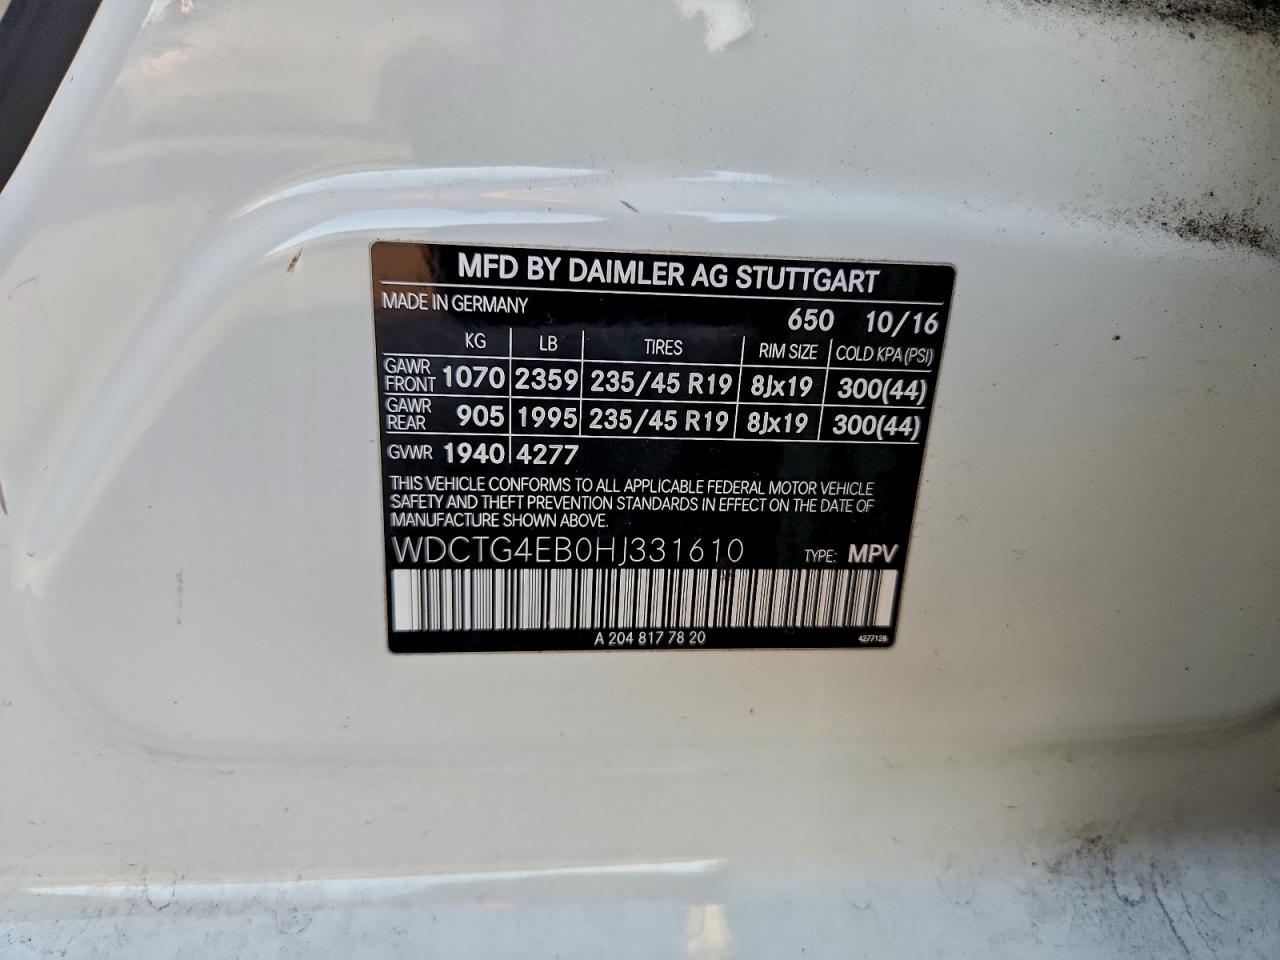 MFD BY DAIMLER AG STUTTGART
MADE IN GERMANY
650 10/16
KG LB TIRES RIM SIZE COLD KPA (PSI)
GAWR FRONT 1070 2359 235/45 R19 8Jx19 300(44)
GAWR REAR 905 1995 235/45 R19 8Jx19 300(44)
GVWR 1940 4277
THIS VEHICLE CONFORMS TO ALL APPLICABLE FEDERAL MOTOR VEHICLE
SAFETY AND THEFT PREVENTION STANDARDS IN EFFECT ON THE DATE OF
MANUFACTURE SHOWN ABOVE.
WDCTG4EB0HJ331610 TYPE: MPV
A 204 817 78 20
4277128